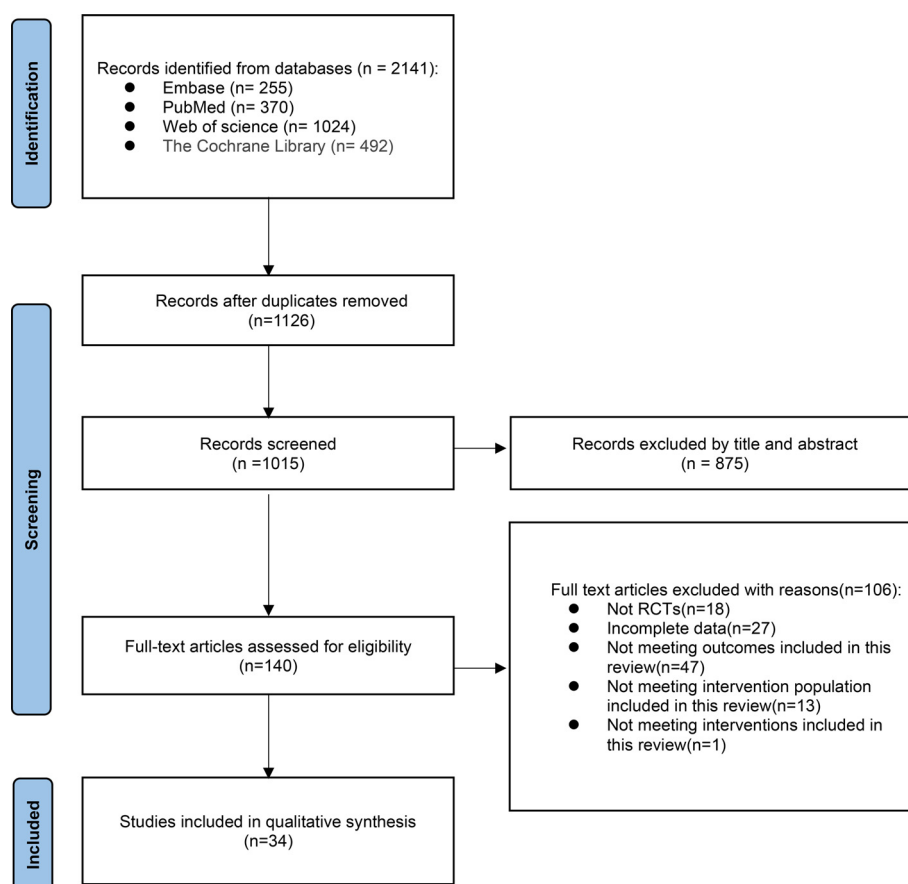 Identification
Records identified from databases (n = 2141):
● Embase (n= 255)
● PubMed (n= 370)
● Web of science (n= 1024)
● The Cochrane Library (n= 492)
Screening
Records after duplicates removed
(n=1126)
Records screened
(n =1015)
Records excluded by title and abstract
(n = 875)
Full-text articles assessed for eligibility
(n=140)
Full text articles excluded with reasons(n=106):
● Not RCTs(n=18)
● Incomplete data(n=27)
● Not meeting outcomes included in this
review(n=47)
● Not meeting intervention population
included in this review(n=13)
● Not meeting interventions included in
this review(n=1)
Included
Studies included in qualitative synthesis
(n=34)